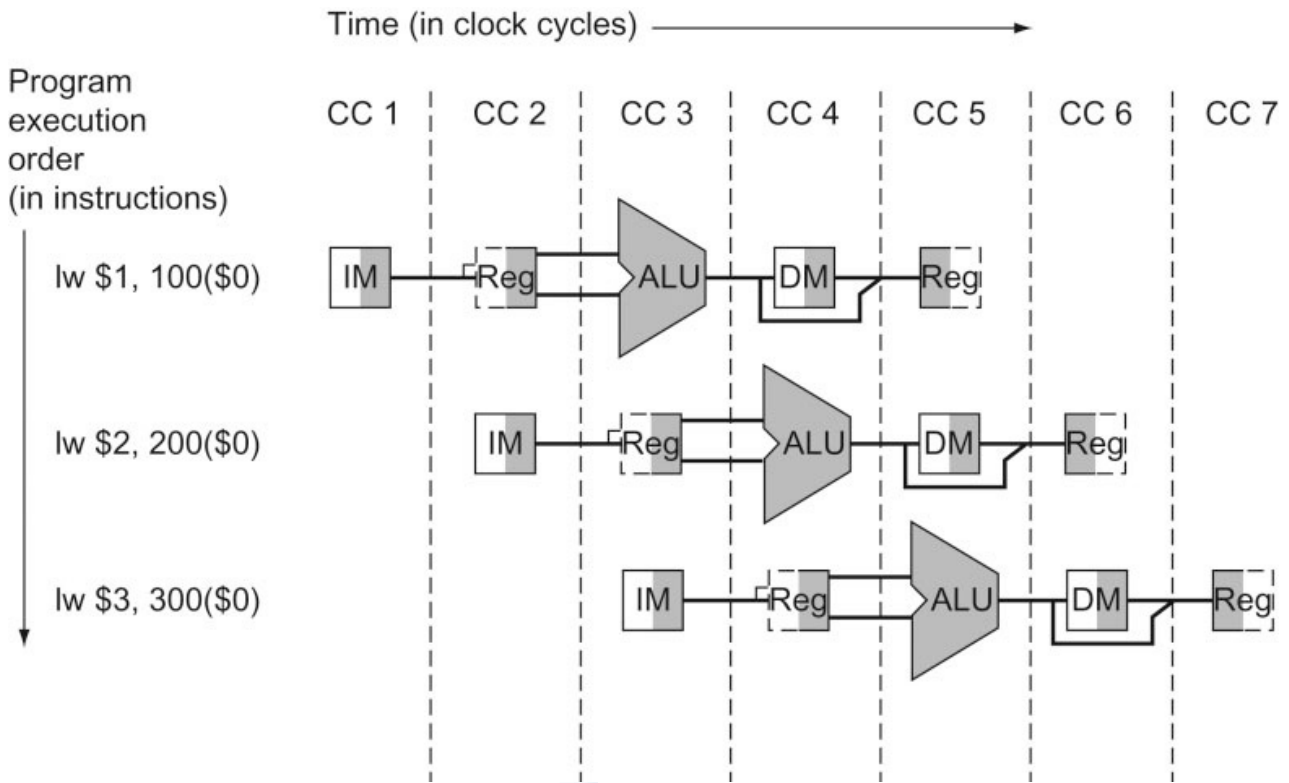 Time (in clock cycles)
Program
execution
order
(in instructions)
CC 1 CC 2 CC 3 CC 4 CC 5 CC 6 CC 7
lw $1, 100($0) IM Reg ALU DM Reg
lw $2, 200($0) IM Reg ALU DM Reg
lw $3, 300($0) IM Reg ALU DM Reg